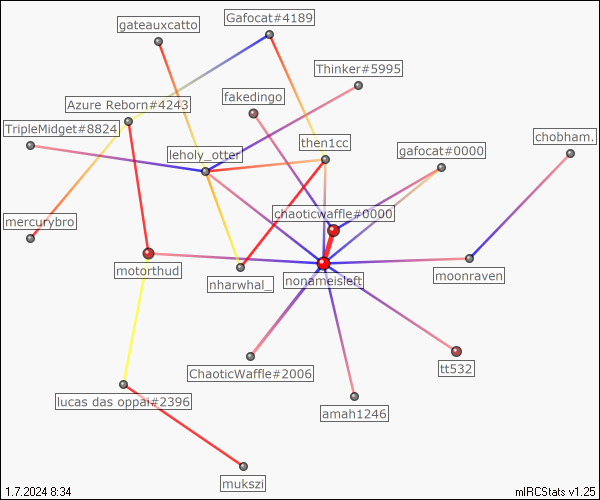 Gafocat#4189
gateauxcatto
Thinker#5995
fakedingo
Azure Reborn#4243
TripleMidget#8824
chobham.
then1cc
gafocat#0000
leholy_otter
chaoticwaffle#0000
mercurybro
motorthud
moonraven
nonameisleft
nharwhal_
tt532
ChaoticWaffle#2006
lucas das oppai#2396
amah1246
mukszi
1.7.2024 8:34
mIRCStats v1.25